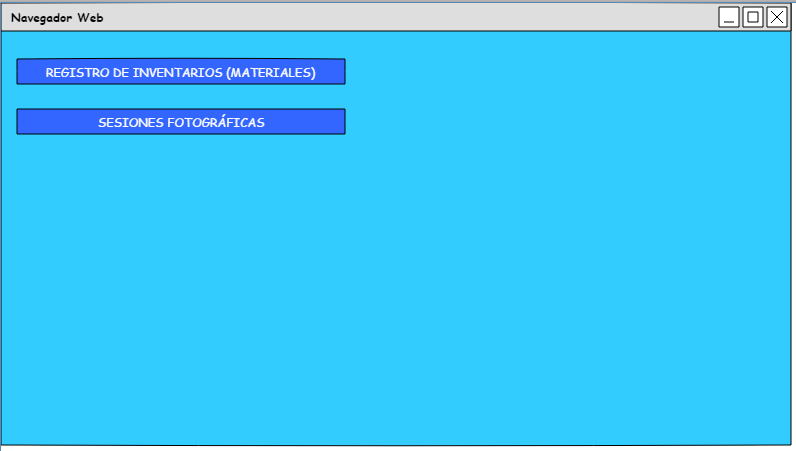 Navegador Web
REGISTRO DE INVENTARIOS (MATERIALES)
SESIONES FOTOGRÁFICAS